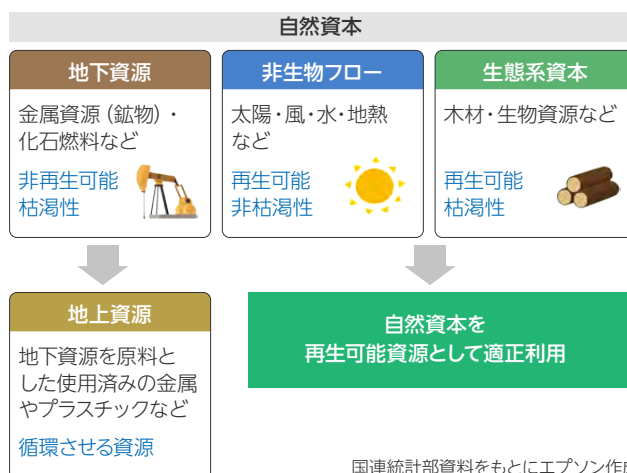 自然資本
地下資源
金属資源（鉱物）・
化石燃料など
非再生可能
枯渇性
非生物フロー
太陽・風・水・地熱
など
再生可能
非枯渇性
生態系資本
木材・生物資源など
再生可能
枯渇性
地上資源
地下資源を原料と
した使用済みの金属
やプラスチックなど
循環させる資源
自然資本を
再生可能資源として適正利用
国連統計部資料をもとにエプソン作成